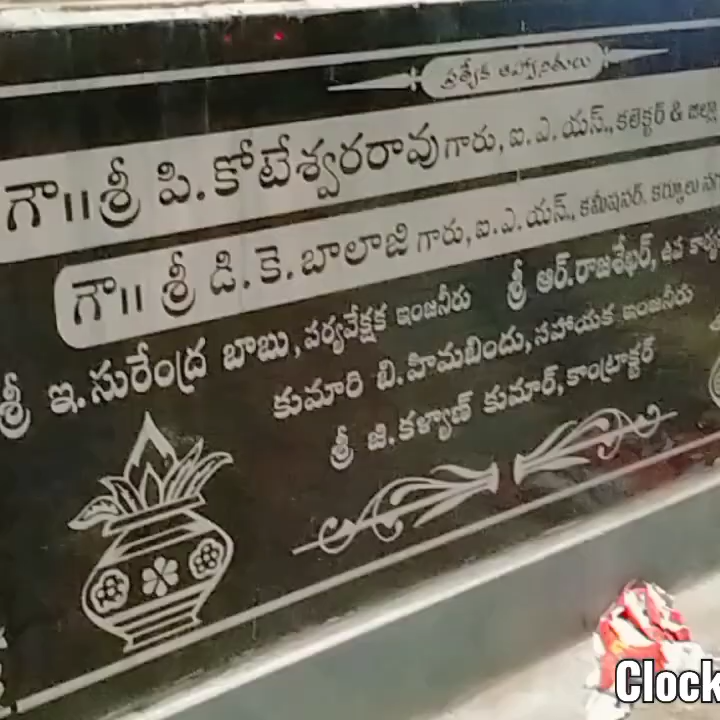 ప్రత్యేక ఆహ్వానితులు
గౌ॥ శ్రీ పి. కోటేశ్వరరావు గారు, ఐ.ఎ.యస్., కలెక్టర్ & జిల్లా
గౌ॥ శ్రీ డి.కె.బాలాజి గారు, ఐ.ఎ.యస్., కమీషనర్, కర్నూలు
శ్రీ ఇ.సురేంద్ర బాబు, పర్యవేక్షక ఇంజనీరు శ్రీ ఆర్.రాజశేఖర్, ఉప
కుమారి బి.హిమబిందు, సహాయక ఇంజనీరు
శ్రీ జి.కళ్యాణ్ కుమార్, కాంట్రాక్టర్
Clock